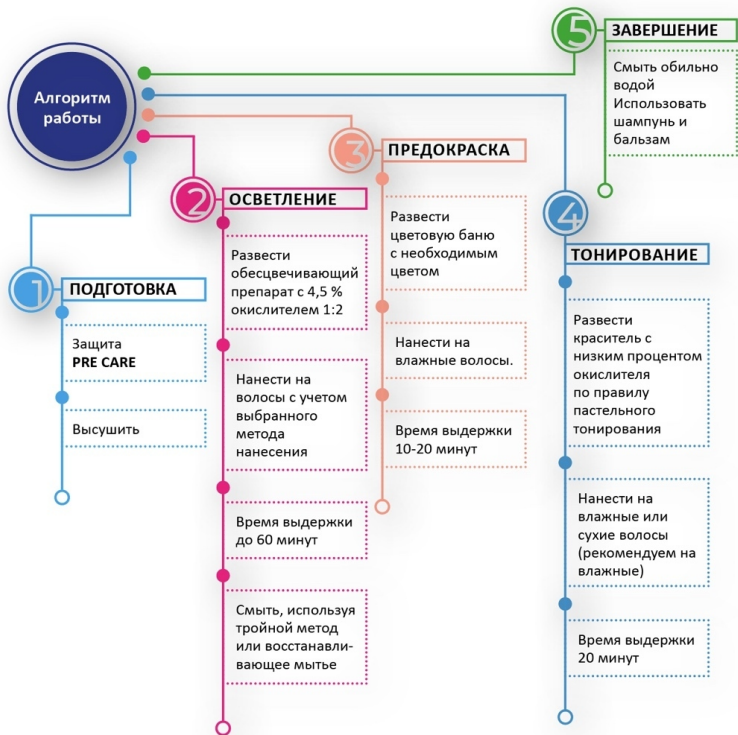 Алгоритм
работы
1
ПОДГОТОВКА
Защита
PRE CARE
Высушить
2
ОСВЕТЛЕНИЕ
Развести
обесцвечивающий
препарат с 4,5 %
окислителем 1:2
Нанести на
волосы с учетом
выбранного
метода
нанесения
Время выдержки
до 60 минут
Смыть, используя
тройной метод
или восстанавли-
вающее мытье
3
ПРЕДОКРАСКА
Развести
цветовую баню
с необходимым
цветом
Нанести на
влажные волосы.
Время выдержки
10-20 минут
4
ТОНИРОВАНИЕ
Развести
краситель с
низким процентом
окислителя
по правилу
пастельного
тонирования
Нанести на
влажные или
сухие волосы
(рекомендуем на
влажные)
Время выдержки
20 минут
5
ЗАВЕРШЕНИЕ
Смыть обильно
водой
Использовать
шампунь и
бальзам